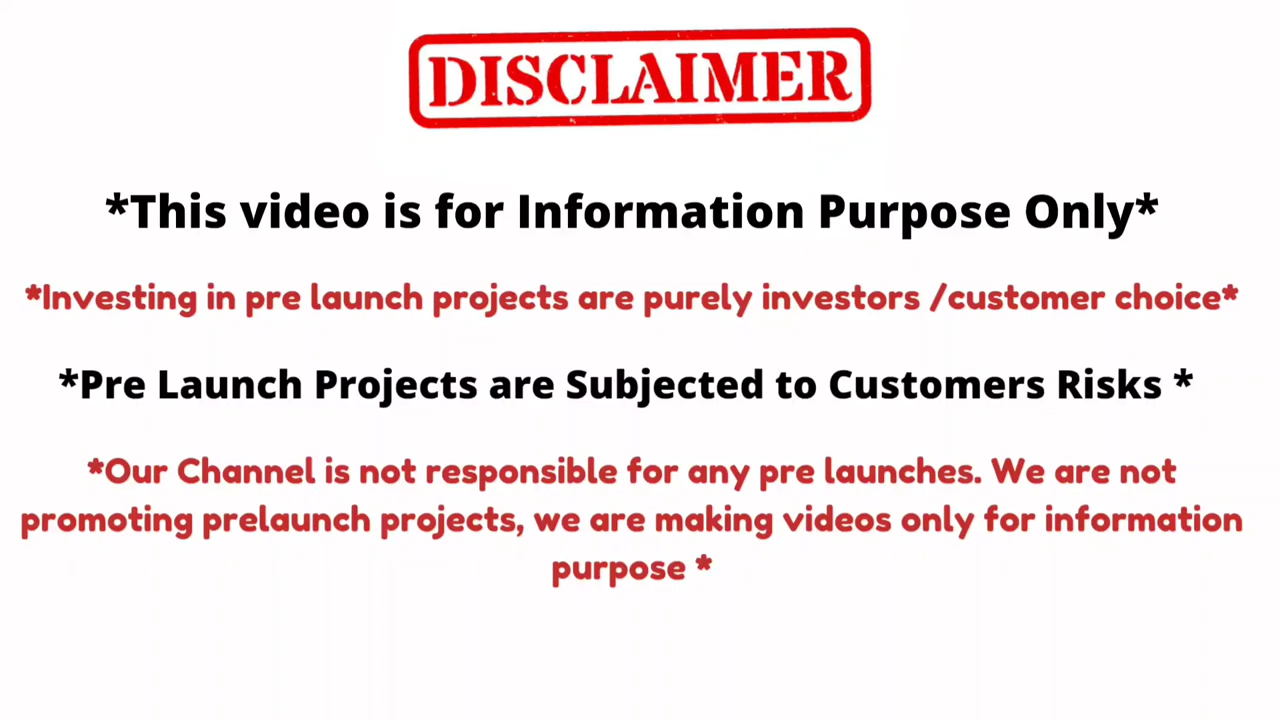 DISCLAIMER
*This video is for Information Purpose Only*
*Investing in pre launch projects are purely investors /customer choice*
*Pre Launch Projects are Subjected to Customers Risks *
*Our Channel is not responsible for any pre launches. We are not
promoting prelaunch projects, we are making videos only for information
purpose *